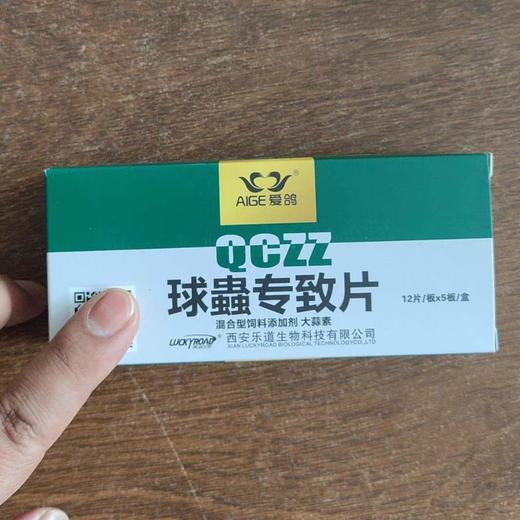 AIGE 爱鸽®
QCZZ
球蟲专致片
12片/板x5板/盒
混合型饲料添加剂 大蒜素
LUCKYROAD 西安乐道生物科技有限公司
XIAN LUCKYROAD BIOLOGICAL TECHNOLOGYCO.,LTD